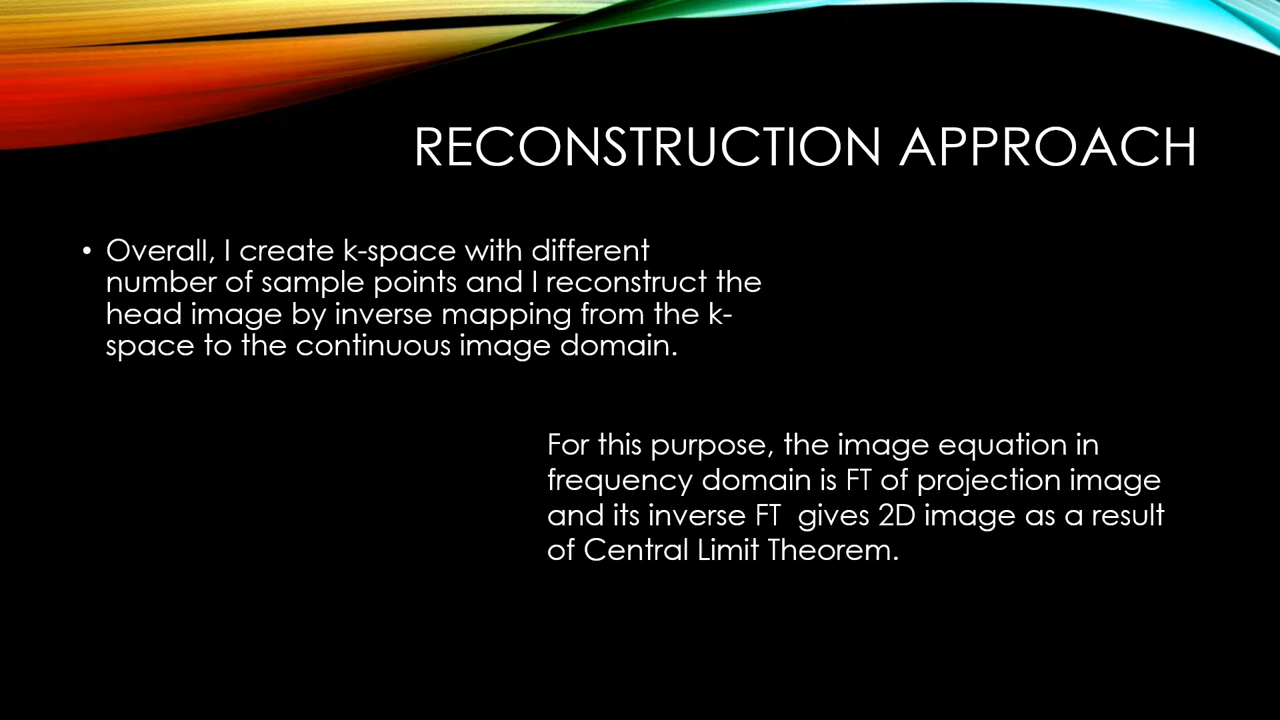 RECONSTRUCTION APPROACH
• Overall, I create k-space with different
number of sample points and I reconstruct the
head image by inverse mapping from the k-
space to the continuous image domain.
For this purpose, the image equation in
frequency domain is FT of projection image
and its inverse FT  gives 2D image as a result
of Central Limit Theorem.